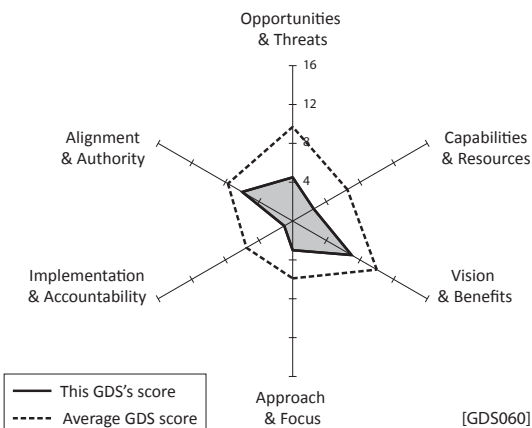 Opportunities
& Threats
16
12
8
4
Alignment
& Authority
Capabilities
& Resources
Implementation
& Accountability
Vision
& Benefits
Approach
& Focus
This GDS's score
Average GDS score
[GDS060]